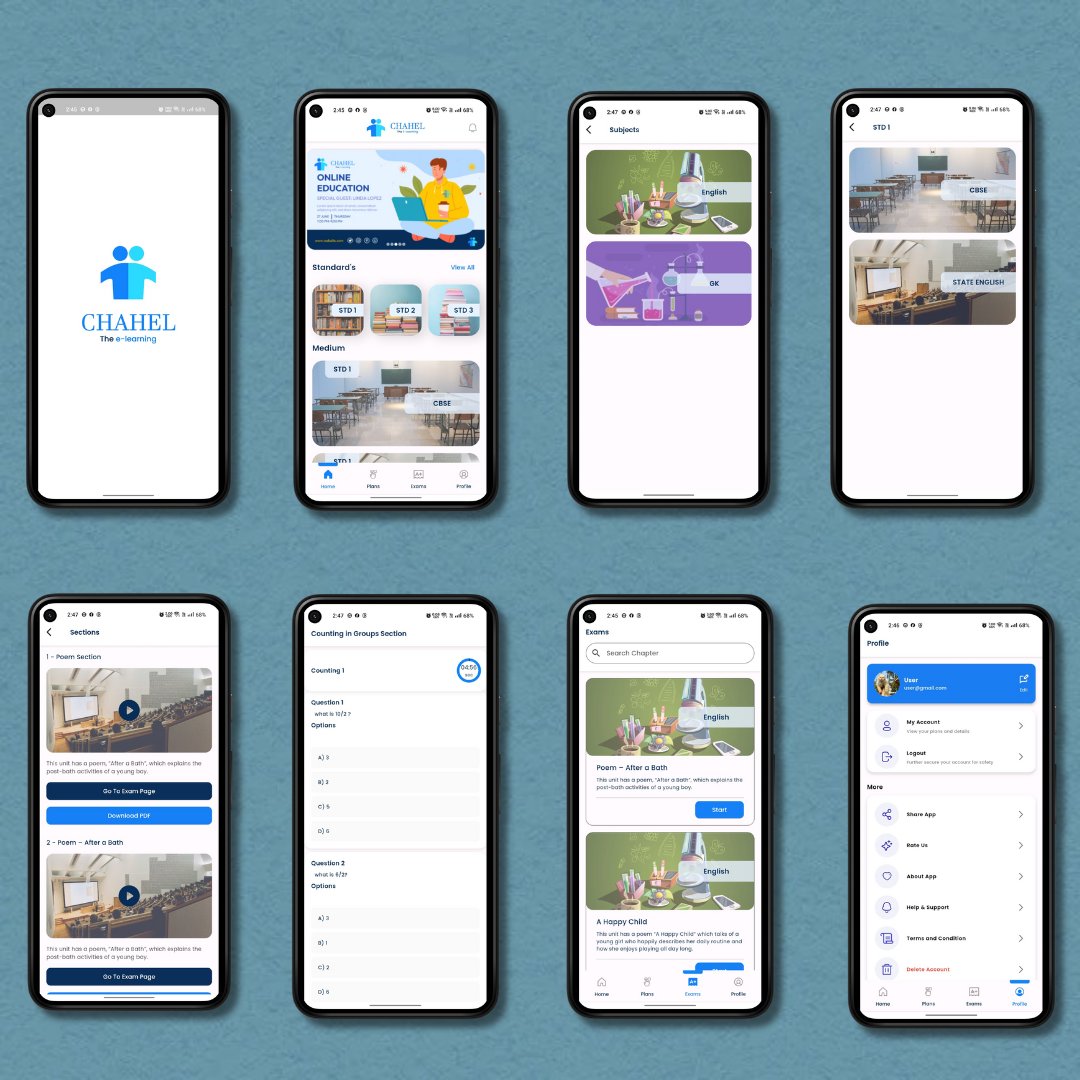 2:45
68%
CHAHEL
The e-learning
2:45
68%
CHAHEL
The e-learning
CHAHEL
ONLINE
EDUCATION
SPECIAL GUEST: LINDA LOPEZ
Standard's
View All
STD 1
STD 2
STD 3
Medium
STD 1
CBSE
STD 1
Home
Plans
Exams
Profile
2:47
68%
Subjects
English
GK
2:47
68%
STD 1
CBSE
STATE ENGLISH
2:47
68%
Sections
1 - Poem Section
This unit has a poem, "After a Bath", which explains the
post-bath activities of a young boy.
Go To Exam Page
Download PDF
2 - Poem – After a Bath
This unit has a poem, "After a Bath", which explains the
post-bath activities of a young boy.
Go To Exam Page
2:47
68%
Counting in Groups Section
Counting 1
Question 1
what is 10/2 ?
Options
A) 3
B) 2
C) 5
D) 6
Question 2
what is 6/2?
Options
A) 3
B) 1
C) 2
D) 6
2:45
68%
Exams
Search Chapter
English
Poem – After a Bath
This unit has a poem, "After a Bath", which explains the
post-bath activities of a young boy.
Start
English
A Happy Child
This unit has a poem "A Happy Child" which talks of a
young girl who happily describes her daily routine and
how she enjoys playing all day long.
Home
Plans
Exams
Profile
2:46
68%
Profile
User
user@gmail.com
Edit
My Account
View your plans and details
Logout
Further secure your account for safety
More
Share App
Rate Us
About App
Help & Support
Terms and Condition
Delete Account
Home
Plans
Exams
Profile